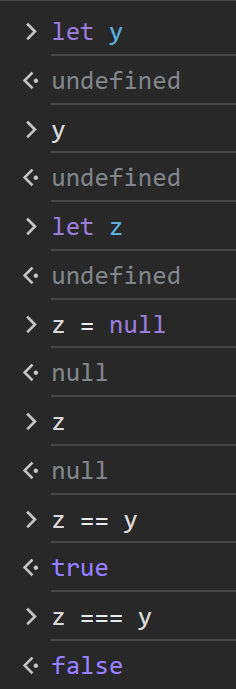 > let y
<· undefined
> y
<· undefined
> let z
<· undefined
> z = null
<· null
> z
<· null
> z == y
<· true
> z === y
<· false